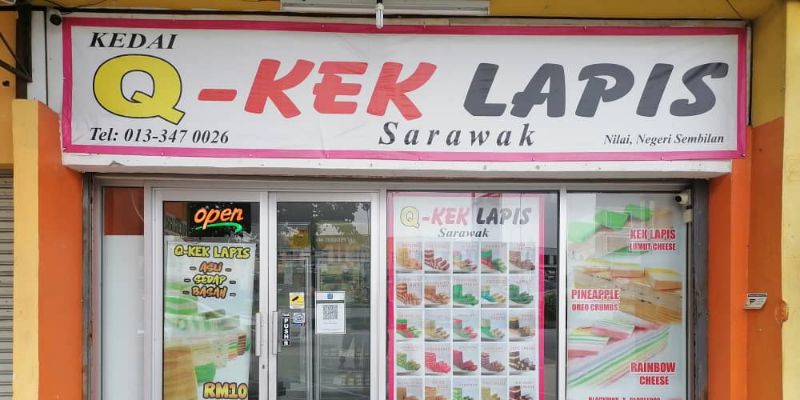 KEDAI
Q-KEK LAPIS
Sarawak
Tel: 013-347 0026
Nilai, Negeri Sembilan
open
Q-KEK LAPIS
- ASLI -
- SEDAP -
- BASAH -
RM10
PUSH
Q-KEK LAPIS
Sarawak
KEK LAPIS
LUMUT CHEESE
PINEAPPLE
OREO CRUMBS
RAINBOW
CHEESE